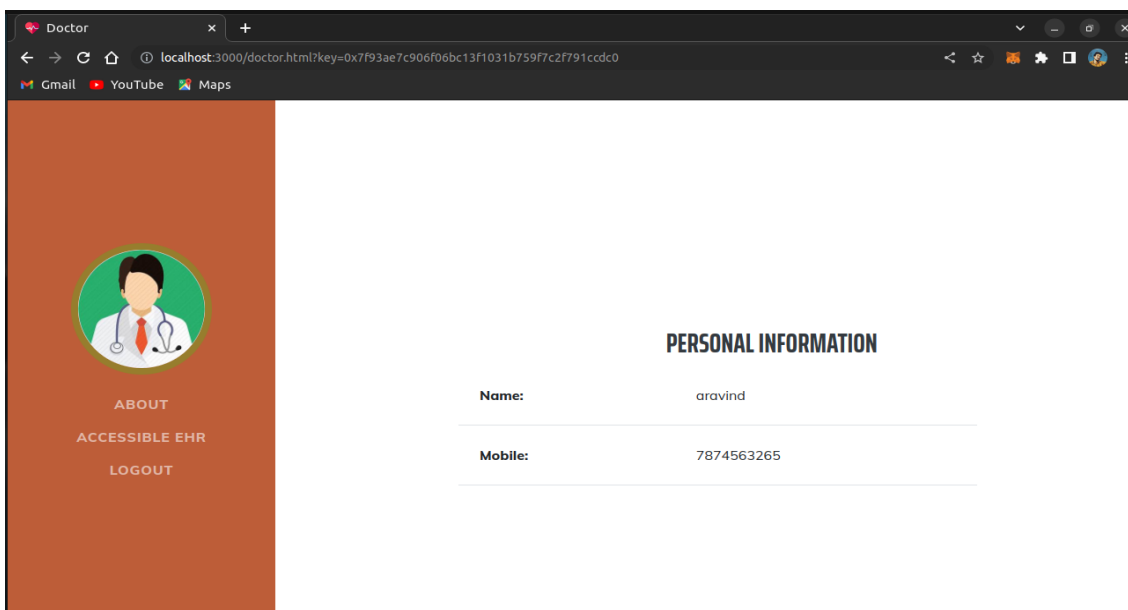 Doctor
localhost:3000/doctor.html?key=0x7f93ae7c906f06bc13f1031b759f7c2f791ccdc0
Gmail YouTube Maps
ABOUT
ACCESSIBLE EHR
LOGOUT
PERSONAL INFORMATION
Name: aravind
Mobile: 7874563265